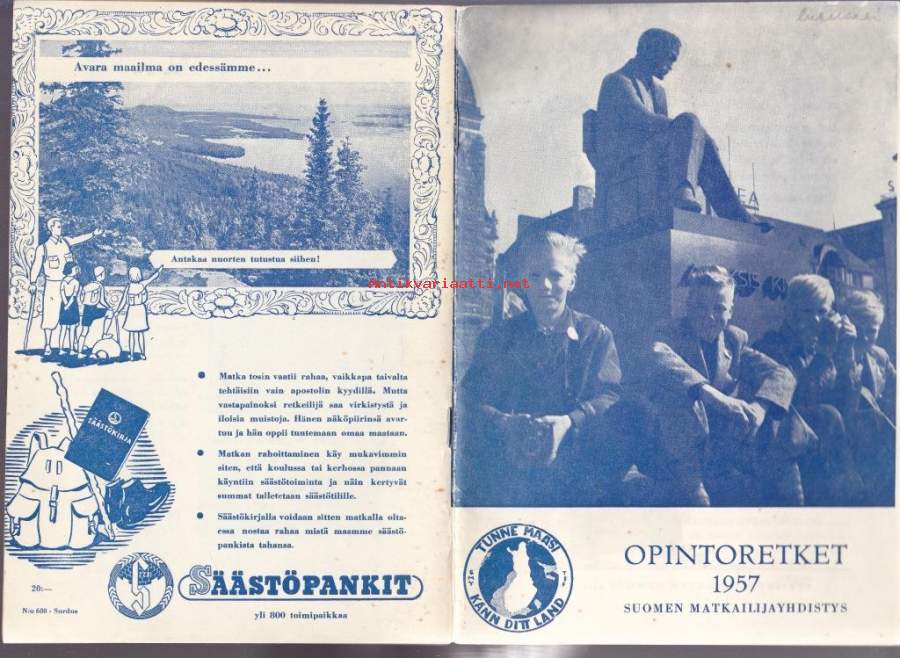 Avara maailma on edessämme...
Antakaa nuorten tutustua siihen!
Matka tosin vaatii rahaa, vaikkapa taivalta
tehtäisiin vain apostolin kyydillä. Mutta
vastapainoksi retkeilijä saa virkistystä ja
iloisia muistoja. Hänen näköpiirinsä avar-
tuu ja hän oppii tuntemaan omaa maataan.
Matkan rahoittaminen käy mukavimmin
siten, että koulussa tai kerhossa pannaan
käyntiin säästötoiminta ja näin kertyvät
summat talletetaan säästötilille.
Säästökirjalla voidaan sitten matkalla olta-
essa nostaa rahaa mistä maamme säästö-
pankista tahansa.
SÄÄSTÖKIRJA
SÄÄSTÖPANKIT
yli 800 toimipaikkaa
20:—
N:o 600 - Sordus
Antikvariaatti.net
EA
S
KSIS KI
TUNNE MAASI
KÄNN DITT LAND
OPINTORETKET
1957
SUOMEN MATKAILIJAYHDISTYS